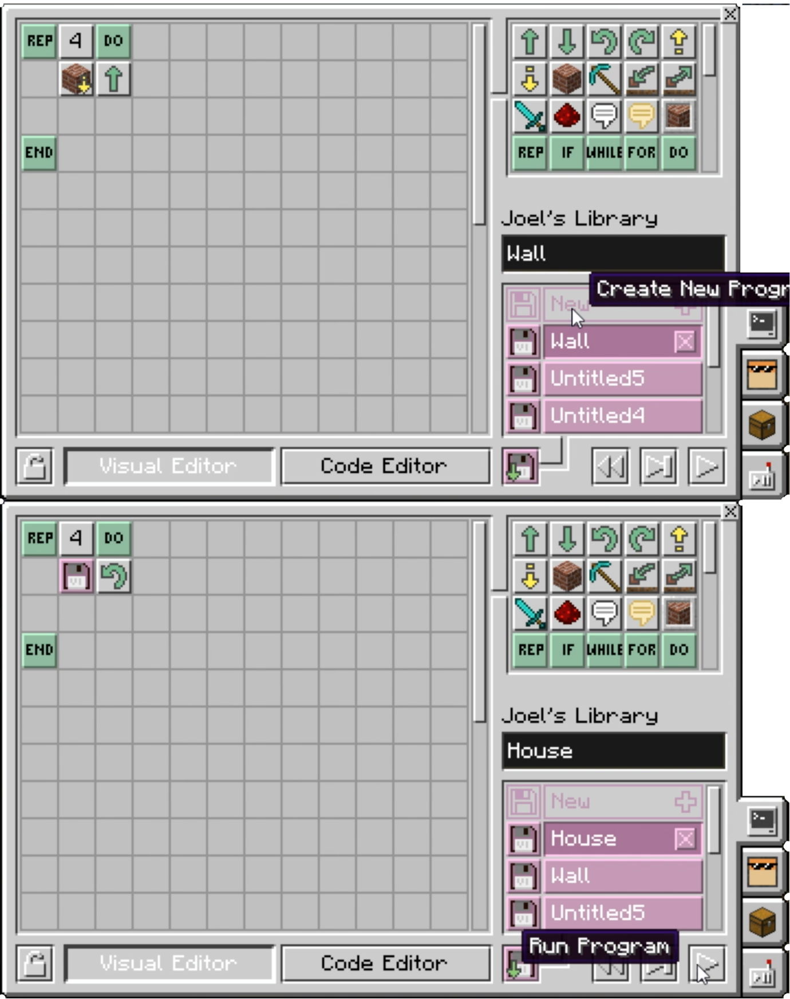 REP 4 DO
END
REP IF WHILE FOR DO
Joel's Library
Wall
Create New Progr
New
Wall
Untitled5
Untitled4
Visual Editor
Code Editor
REP 4 DO
END
REP IF WHILE FOR DO
Joel's Library
House
New
House
Wall
Untitled5
Run Program
Visual Editor
Code Editor